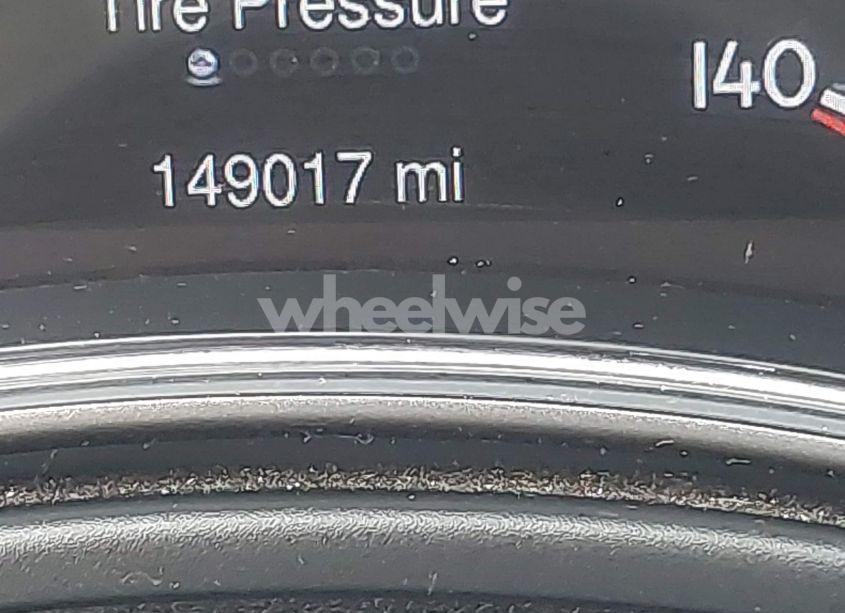 Tire Pressure
140
149017 mi
wheelwise